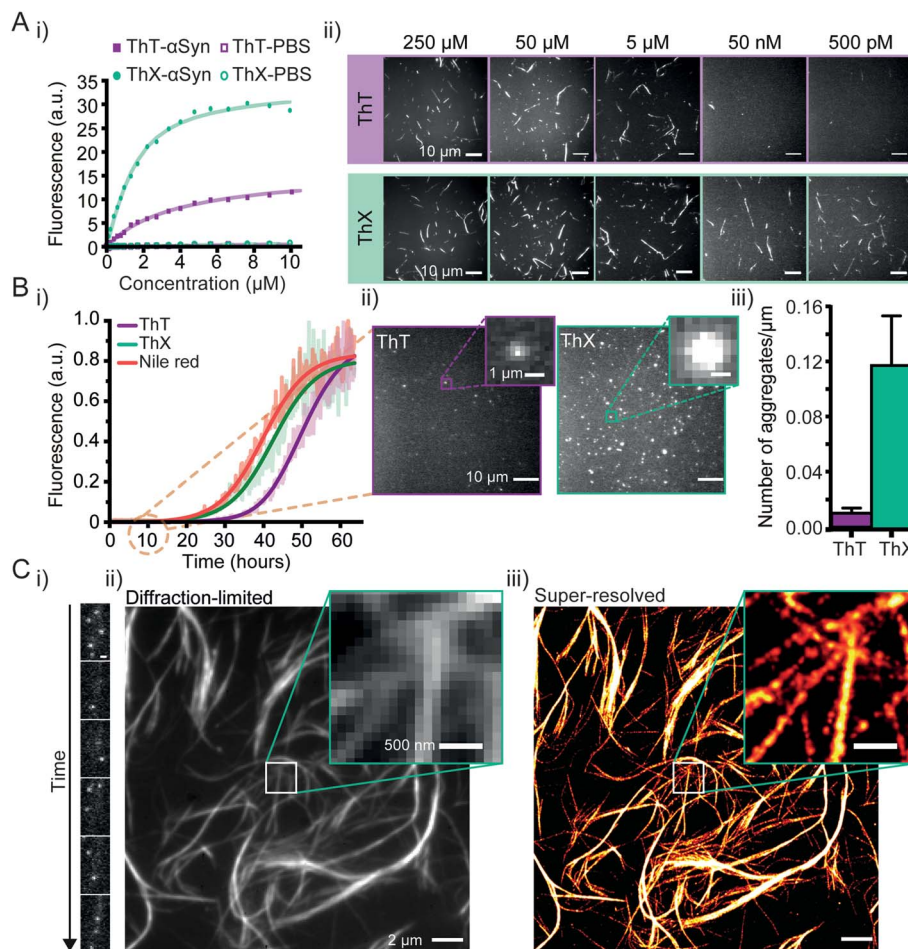 A
i)
ThT-αSyn
ThT-PBS
ThX-αSyn
ThX-PBS
Fluorescence (a.u.)
35
30
25
20
15
10
5
0
0 2 4 6 8 10
Concentration (µM)
ii)
250 µM 50 µM 5 µM 50 nM 500 pM
ThT
10 µm
ThX
10 µm
B
i)
ThT
ThX
Nile red
Fluorescence (a.u.)
1.0
0.8
0.6
0.4
0.2
0
0 10 20 30 40 50 60
Time (hours)
ii)
ThT
1 µm
10 µm
ThX
iii)
Number of aggregates/µm
0.16
0.12
0.08
0.04
0.00
ThT ThX
C
i)
Time
ii)
Diffraction-limited
500 nm
2 µm
iii)
Super-resolved